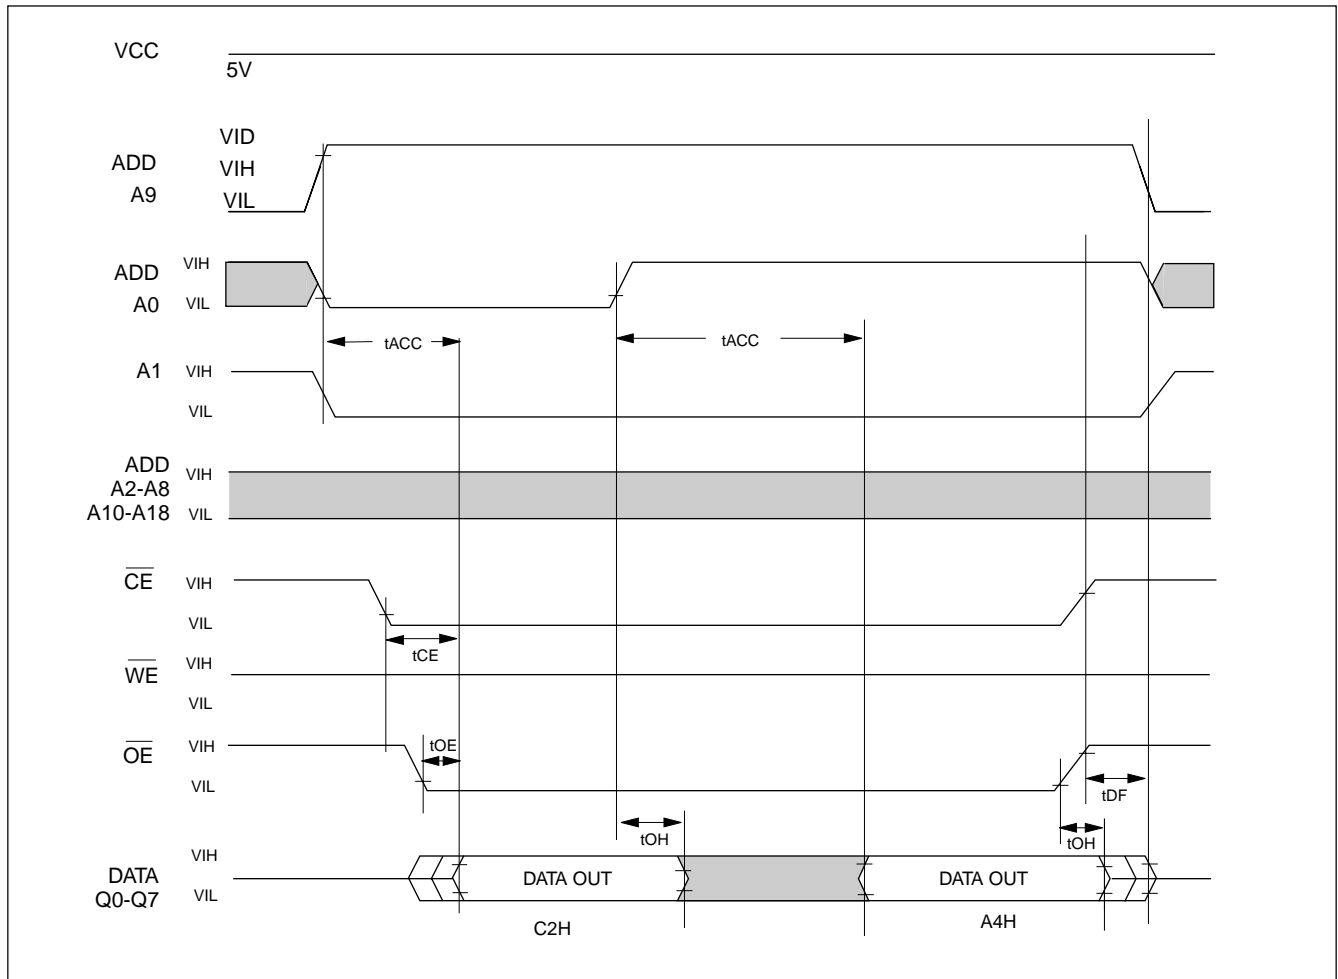 VCC
5V
ADD
A9
VID
VIH
VIL
ADD
A0
VIH
VIL
tACC
tACC
A1
VIH
VIL
ADD
A2-A8
A10-A18
VIH
VIL
CE
VIH
VIL
tCE
WE
VIH
VIL
OE
VIH
VIL
tOE
tDF
tOH
tOH
DATA
Q0-Q7
VIH
VIL
DATA OUT
DATA OUT
C2H
A4H